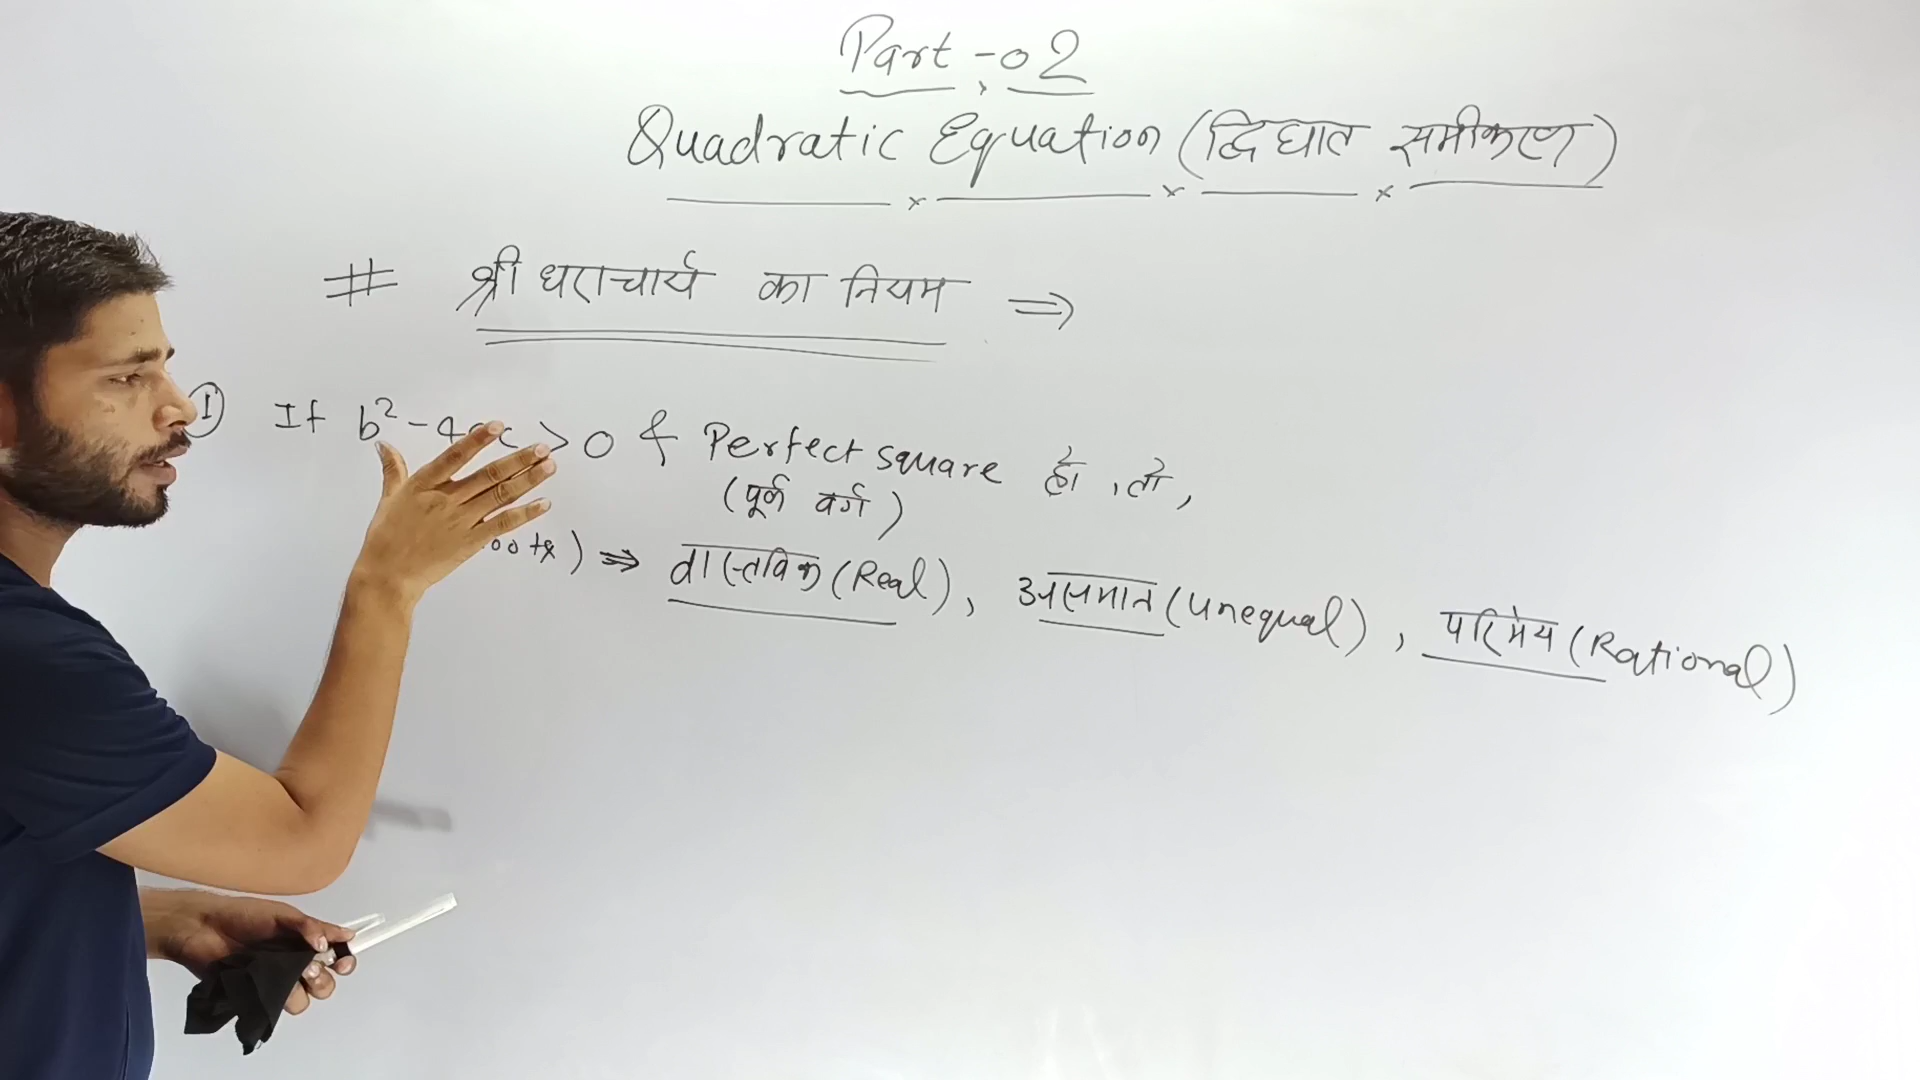 Part-02
Quadratic Equation (द्विघात समीकरण)
# श्रीधराचार्य का नियम ⇒
① If b² - 4ac > 0 & Perfect square हो, तो,
(पूर्ण वर्ग)
) ⇒ वास्तविक (Real), असमान (unequal), परिमेय (Rational)